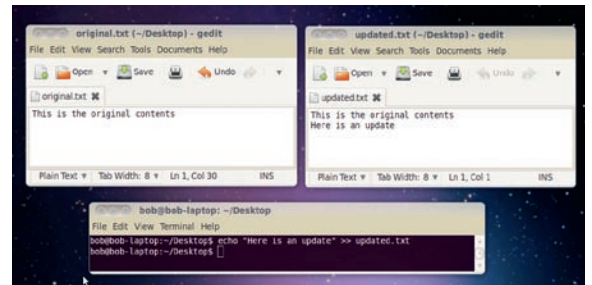 original.txt (~/Desktop) - gedit
File Edit View Search Tools Documents Help
Open Save Undo
original.txt
This is the original contents
Plain Text Tab Width: 8 Ln 1, Col 30 INS
updated.txt (~/Desktop) - gedit
File Edit View Search Tools Documents Help
Open Save Undo
updated.txt
This is the original contents
Here is an update
Plain Text Tab Width: 8 Ln 1, Col 1 INS
bob@bob-laptop: ~/Desktop
File Edit View Terminal Help
bob@bob-laptop:~/Desktop$ echo "Here is an update" >> updated.txt
bob@bob-laptop:~/Desktop$